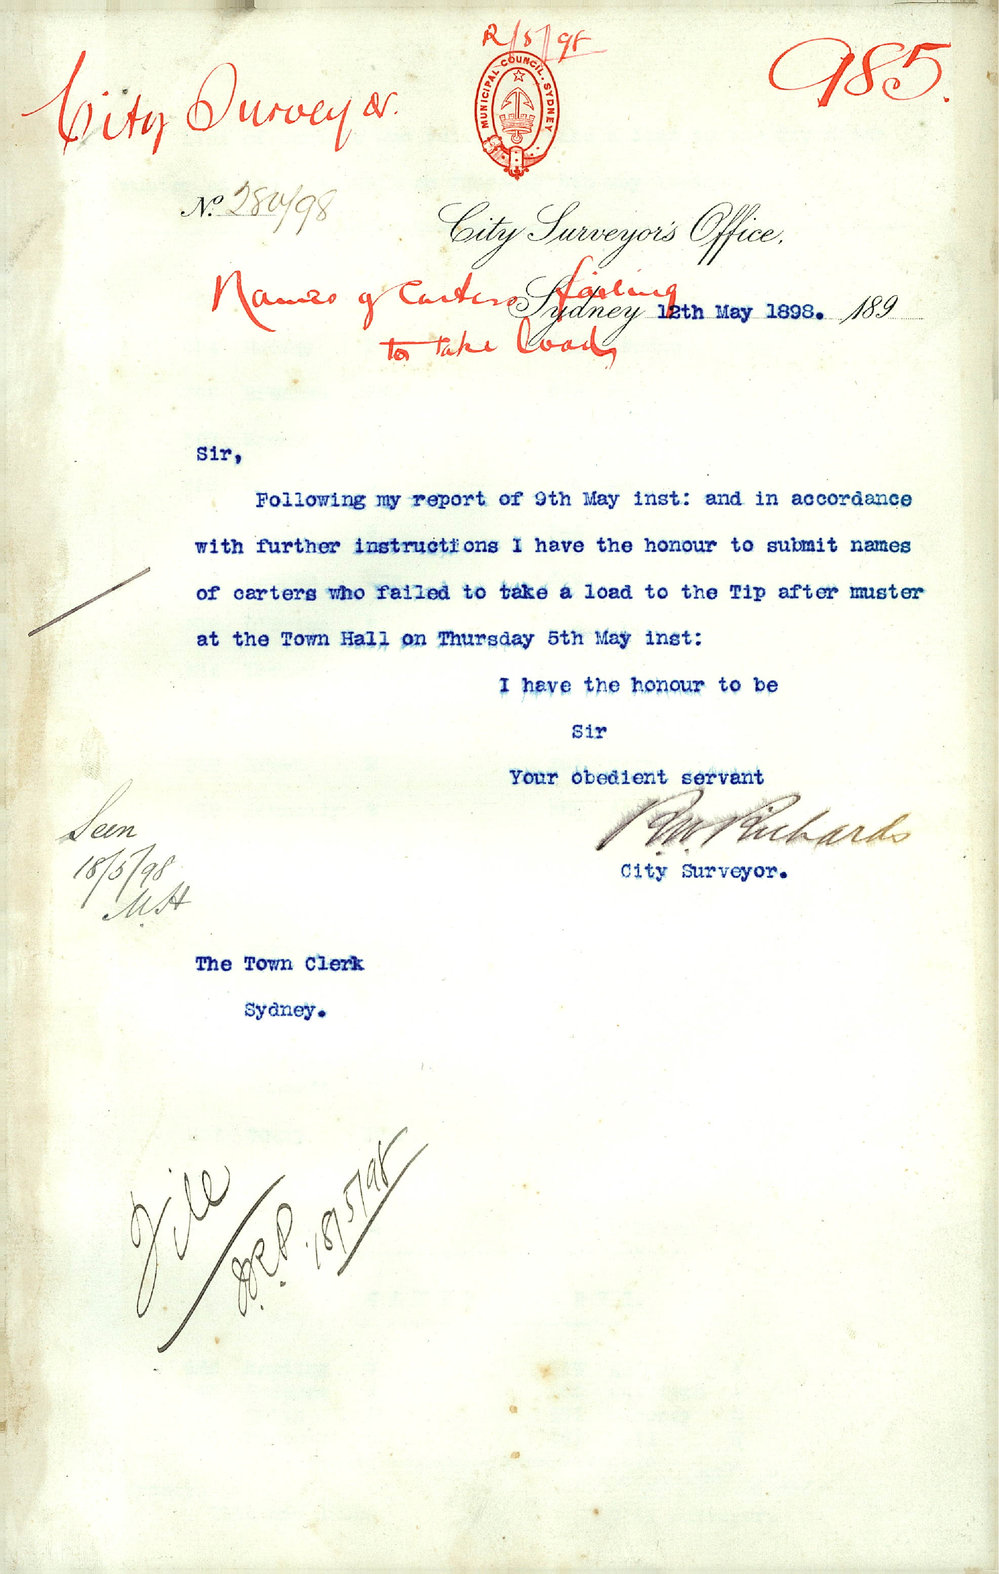 12/5/98
City Surveyor.
985.
MUNICIPAL COUNCIL. SYDNEY
No. 280/98
City Surveyor's Office.
Names of Carters failing
to take loads
Sydney 12th May 1898. 189
Sir,
Following my report of 9th May inst: and in accordance
with further instructions I have the honour to submit names
of carters who failed to take a load to the Tip after muster
at the Town Hall on Thursday 5th May inst:
I have the honour to be
Sir
Your obedient servant
R.W. Richards
City Surveyor.
Seen
18/5/98
The Town Clerk
Sydney.
File
18/5/98